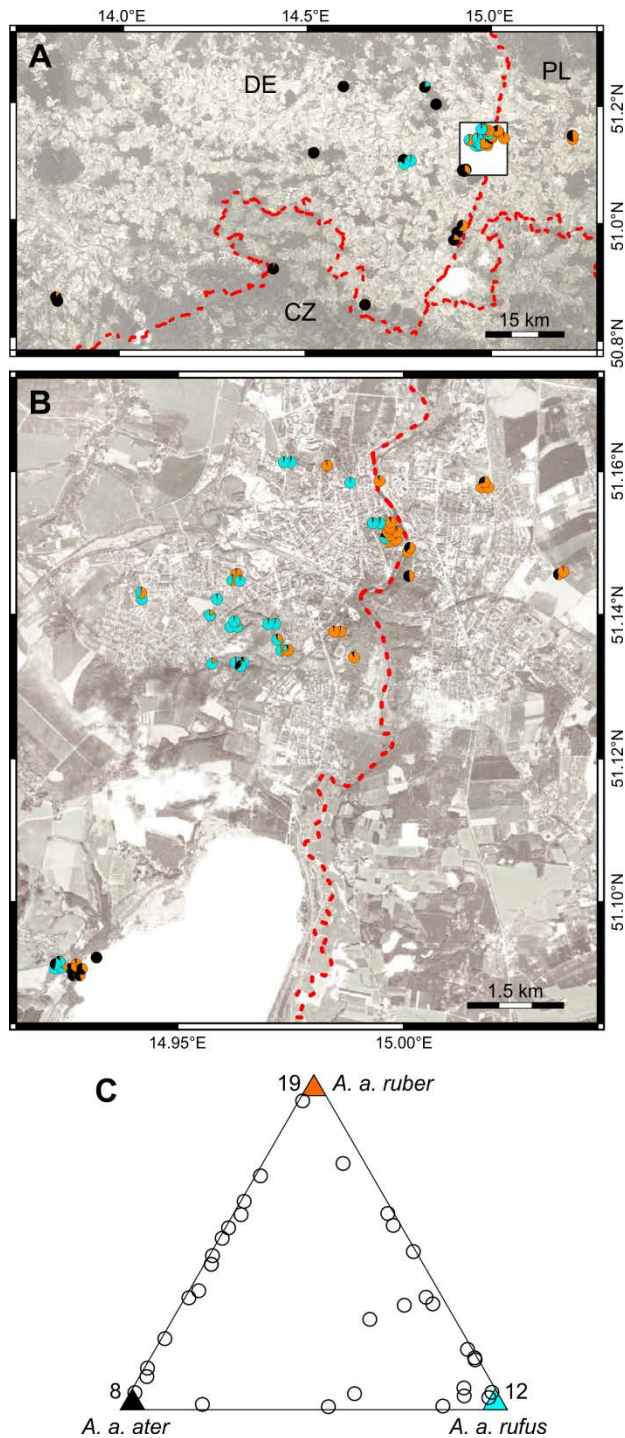 14.0°E 14.5°E 15.0°E
A
DE
PL
CZ
51.2°N
51.0°N
50.8°N
15 km
B
51.16°N
51.14°N
51.12°N
51.10°N
1.5 km
14.95°E 15.00°E
C
19 A. a. ruber
8 12
A. a. ater A. a. rufus